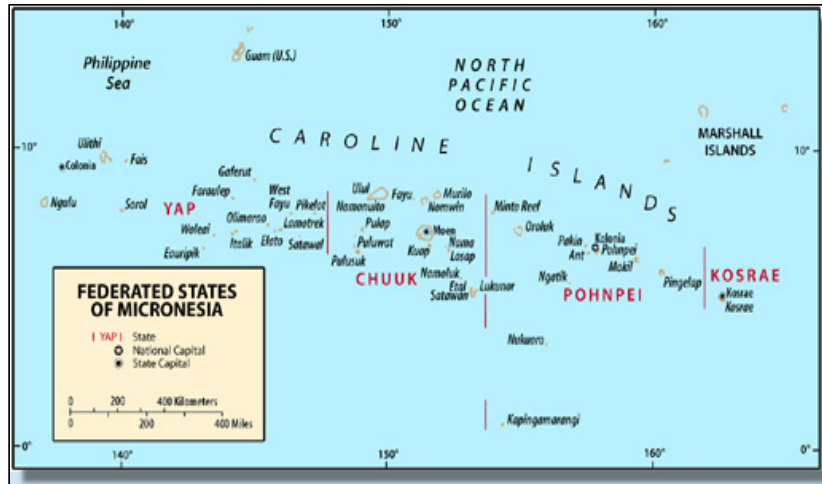 140°
150°
160°
Philippine
Sea
Guam (U.S.)
NORTH
PACIFIC
OCEAN
10°
10°
CAROLINE
ISLANDS
MARSHALL
ISLANDS
Ulithi
Colonia
Fais
Ngulu
Sorol
YAP
Gaferut
Faraulep
West
Fayu
Pikelot
Olimarao
Lamotrek
Woleai
Ifalik
Elato
Satawal
Eauripik
Ulul
Fayu
Murilo
Namonuito
Nomwin
Pulap
Moen
Puluwat
Kuop
Nama
Losap
Pulusuk
CHUUK
Namoluk
Etal
Lukunor
Satawan
Minto Reef
Oroluk
Pakin
Kolonia
Pohnpei
Ant
Mokil
Ngatik
POHNPEI
Pingelap
KOSRAE
Kosrae
Kosrae
Nukuoro
Kapingamarangi
FEDERATED STATES
OF MICRONESIA
| YAP | State
National Capital
State Capital
0 200 400 Kilometers
0 200 400 Miles
0°
0°
140°
150°
160°